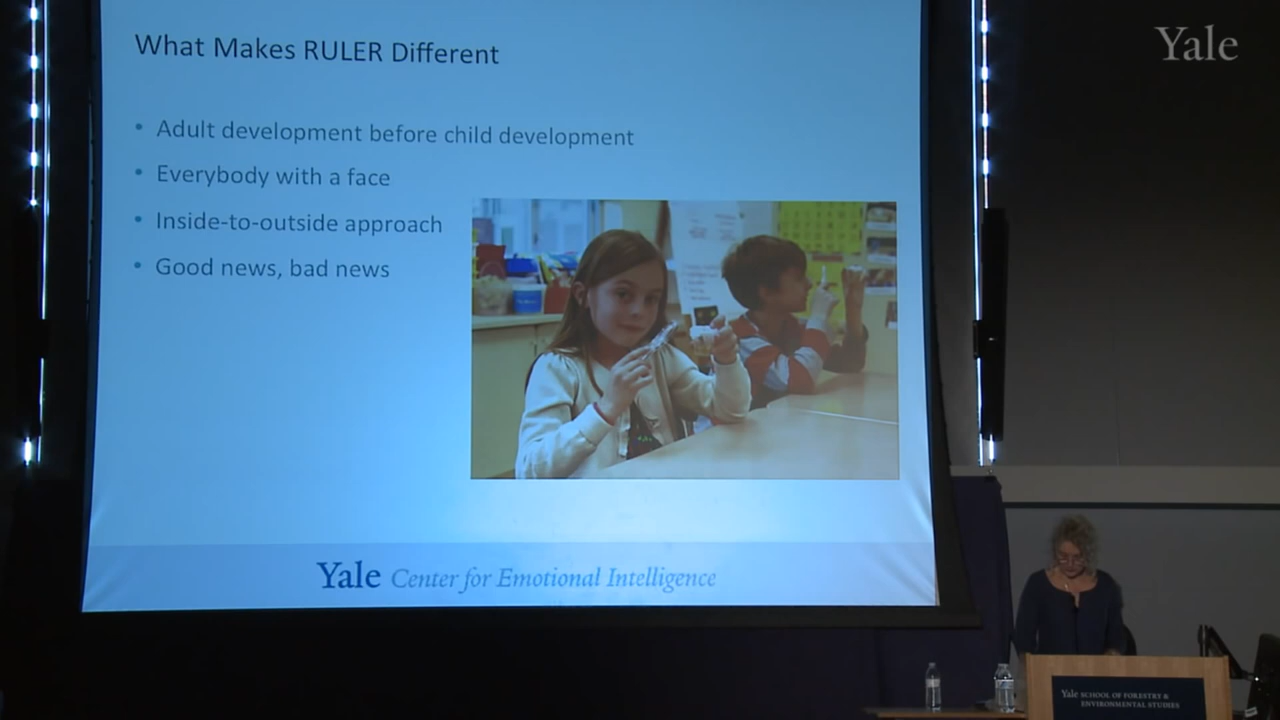 What Makes RULER Different
Yale
• Adult development before child development
• Everybody with a face
• Inside-to-outside approach
• Good news, bad news
Yale Center for Emotional Intelligence
Yale SCHOOL OF FORESTRY &
ENVIRONMENTAL STUDIES